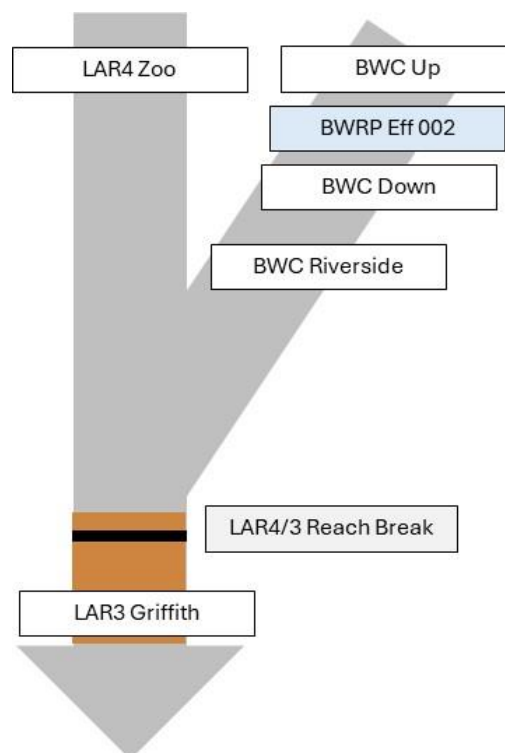 LAR4 Zoo
BWC Up
BWRP Eff 002
BWC Down
BWC Riverside
LAR4/3 Reach Break
LAR3 Griffith